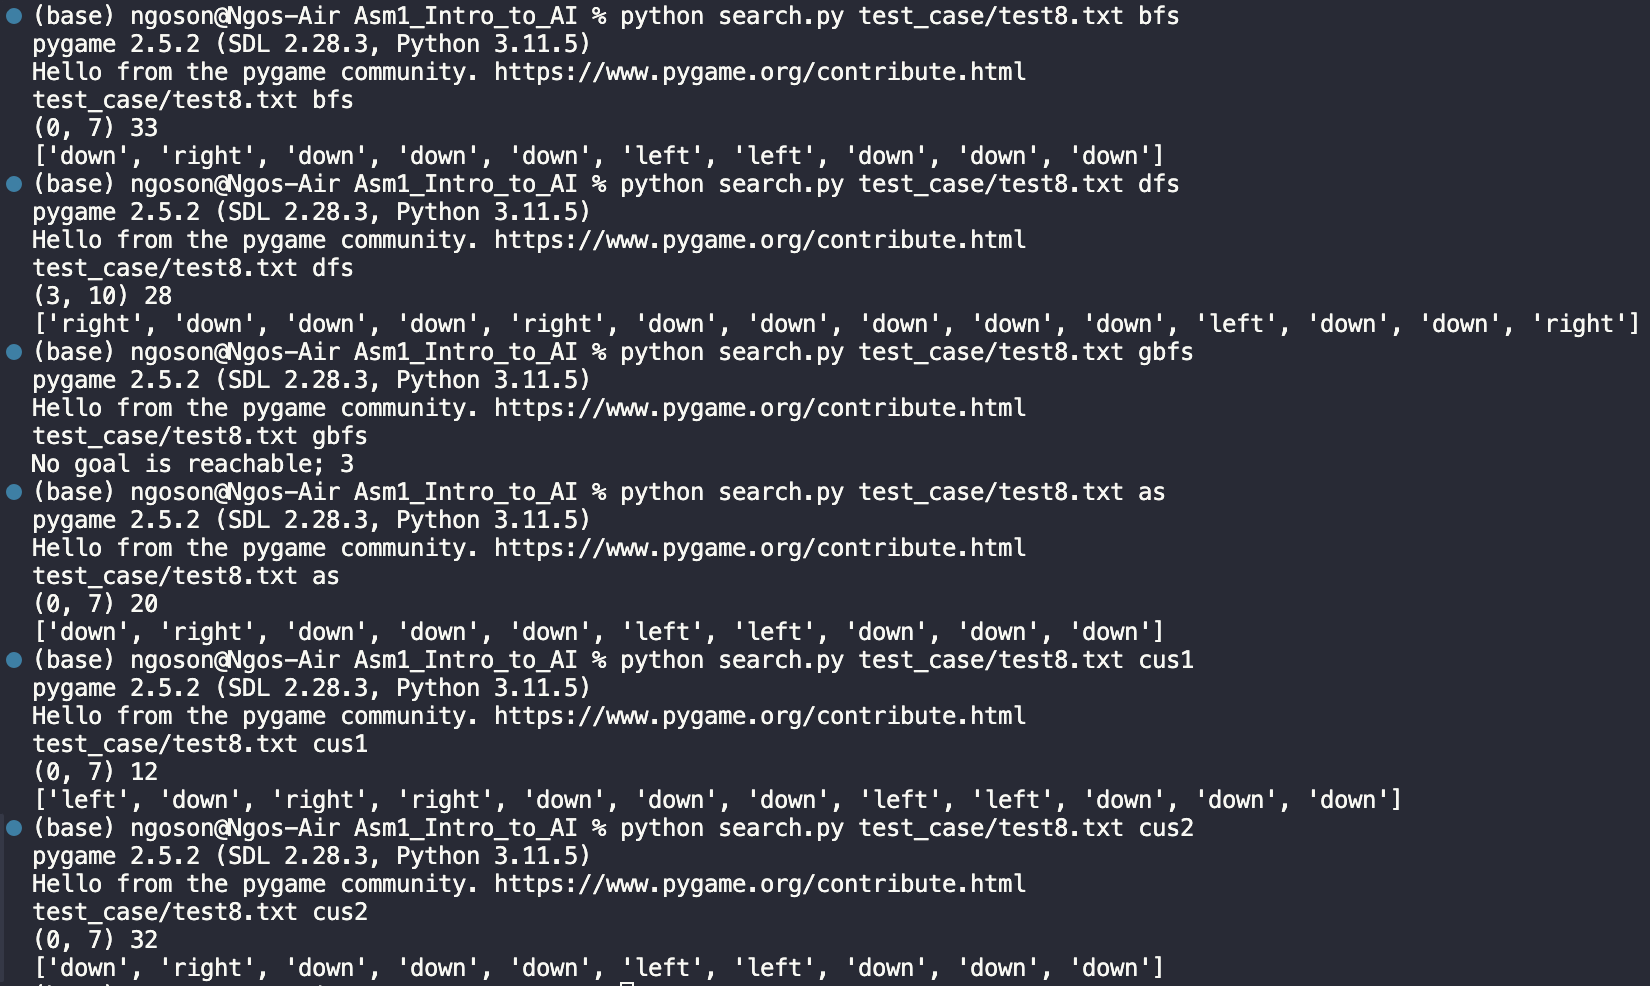 (base) ngoson@Ngos-Air Asm1_Intro_to_AI % python search.py test_case/test8.txt bfs
pygame 2.5.2 (SDL 2.28.3, Python 3.11.5)
Hello from the pygame community. https://www.pygame.org/contribute.html
test_case/test8.txt bfs
(0, 7) 33
['down', 'right', 'down', 'down', 'down', 'left', 'left', 'down', 'down', 'down']
(base) ngoson@Ngos-Air Asm1_Intro_to_AI % python search.py test_case/test8.txt dfs
pygame 2.5.2 (SDL 2.28.3, Python 3.11.5)
Hello from the pygame community. https://www.pygame.org/contribute.html
test_case/test8.txt dfs
(3, 10) 28
['right', 'down', 'down', 'down', 'right', 'down', 'down', 'down', 'down', 'down', 'left', 'down', 'down', 'right']
(base) ngoson@Ngos-Air Asm1_Intro_to_AI % python search.py test_case/test8.txt gbfs
pygame 2.5.2 (SDL 2.28.3, Python 3.11.5)
Hello from the pygame community. https://www.pygame.org/contribute.html
test_case/test8.txt gbfs
No goal is reachable; 3
(base) ngoson@Ngos-Air Asm1_Intro_to_AI % python search.py test_case/test8.txt as
pygame 2.5.2 (SDL 2.28.3, Python 3.11.5)
Hello from the pygame community. https://www.pygame.org/contribute.html
test_case/test8.txt as
(0, 7) 20
['down', 'right', 'down', 'down', 'down', 'left', 'left', 'down', 'down', 'down']
(base) ngoson@Ngos-Air Asm1_Intro_to_AI % python search.py test_case/test8.txt cus1
pygame 2.5.2 (SDL 2.28.3, Python 3.11.5)
Hello from the pygame community. https://www.pygame.org/contribute.html
test_case/test8.txt cus1
(0, 7) 12
['left', 'down', 'right', 'right', 'down', 'down', 'down', 'left', 'left', 'down', 'down', 'down']
(base) ngoson@Ngos-Air Asm1_Intro_to_AI % python search.py test_case/test8.txt cus2
pygame 2.5.2 (SDL 2.28.3, Python 3.11.5)
Hello from the pygame community. https://www.pygame.org/contribute.html
test_case/test8.txt cus2
(0, 7) 32
['down', 'right', 'down', 'down', 'down', 'left', 'left', 'down', 'down', 'down']